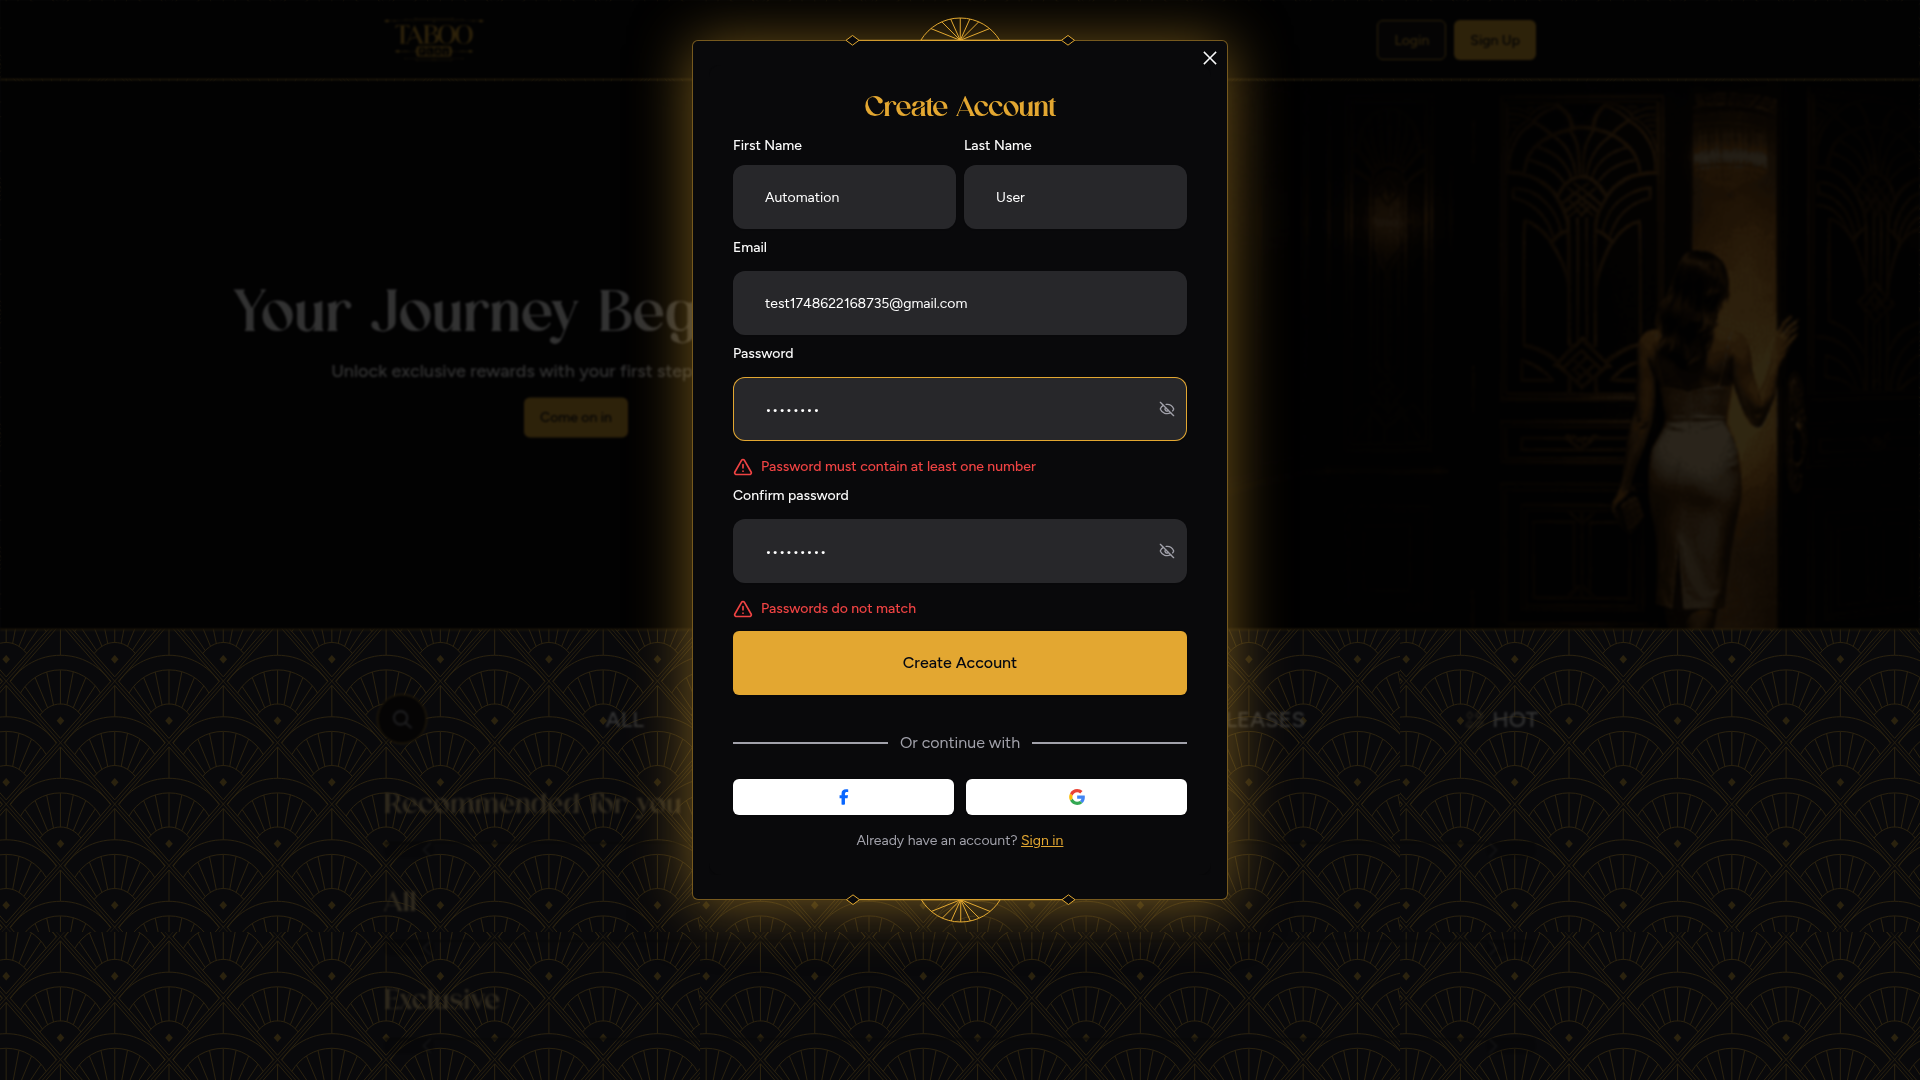 TABOO
Login
Sign Up
Create Account
First Name
Last Name
Automation
User
Email
test1748622168735@gmail.com
Your Journey Beg
Password
Unlock exclusive rewards with your first step
••••••••
Come on in
Password must contain at least one number
Confirm password
•••••••••
Passwords do not match
Create Account
ALL
LEASES
HOT
Or continue with
Recommended for you
Already have an account? Sign in
All
Exclusive